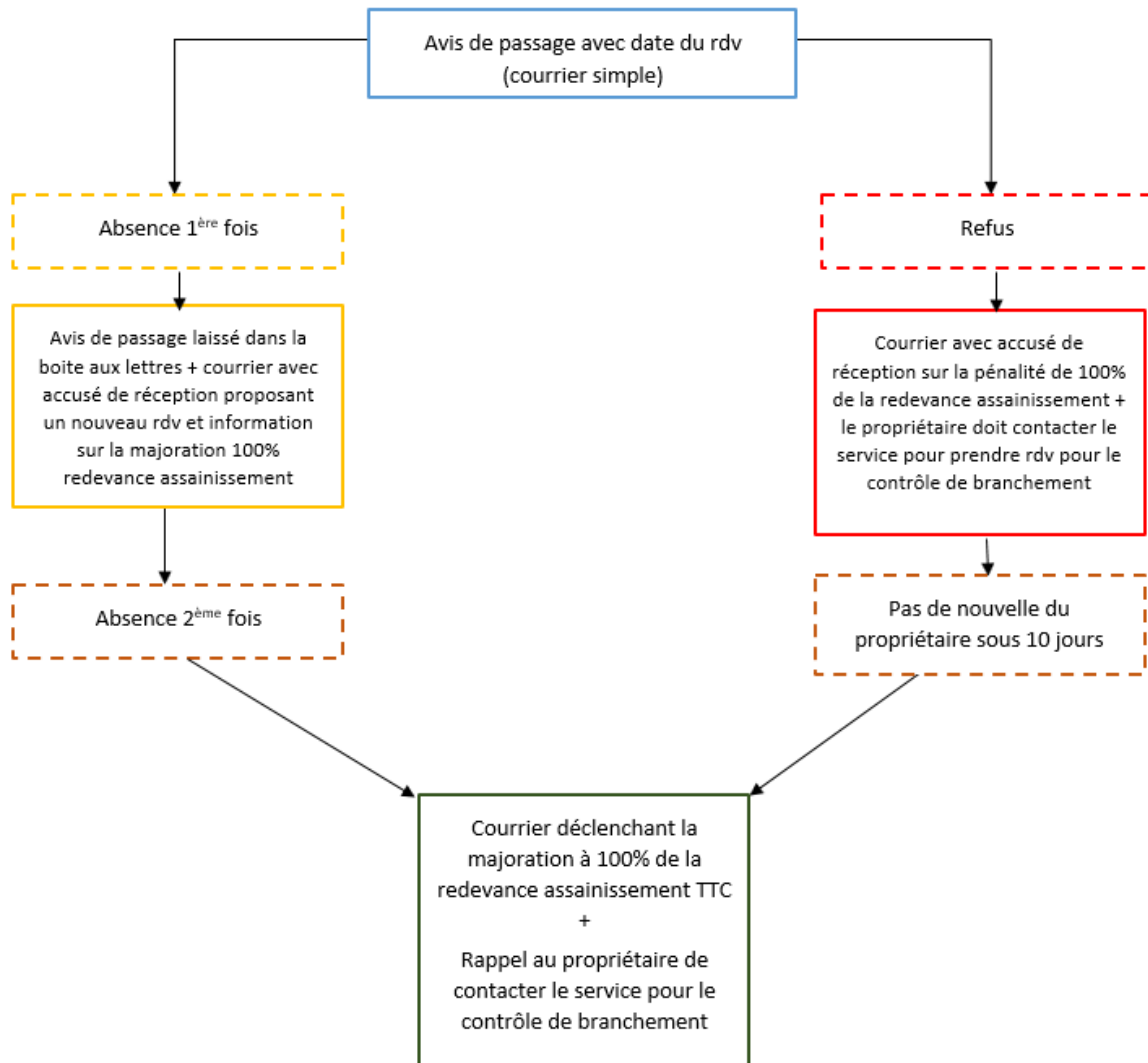 Avis de passage avec date du rdv
(courrier simple)
Absence 1ère fois
Refus
Avis de passage laissé dans la
boite aux lettres + courrier avec
accusé de réception proposant
un nouveau rdv et information
sur la majoration 100%
redevance assainissement
Courrier avec accusé de
réception sur la pénalité de 100%
de la redevance assainissement +
le propriétaire doit contacter le
service pour prendre rdv pour le
contrôle de branchement
Absence 2ème fois
Pas de nouvelle du
propriétaire sous 10 jours
Courrier déclenchant la
majoration à 100% de la
redevance assainissement TTC
+
Rappel au propriétaire de
contacter le service pour le
contrôle de branchement